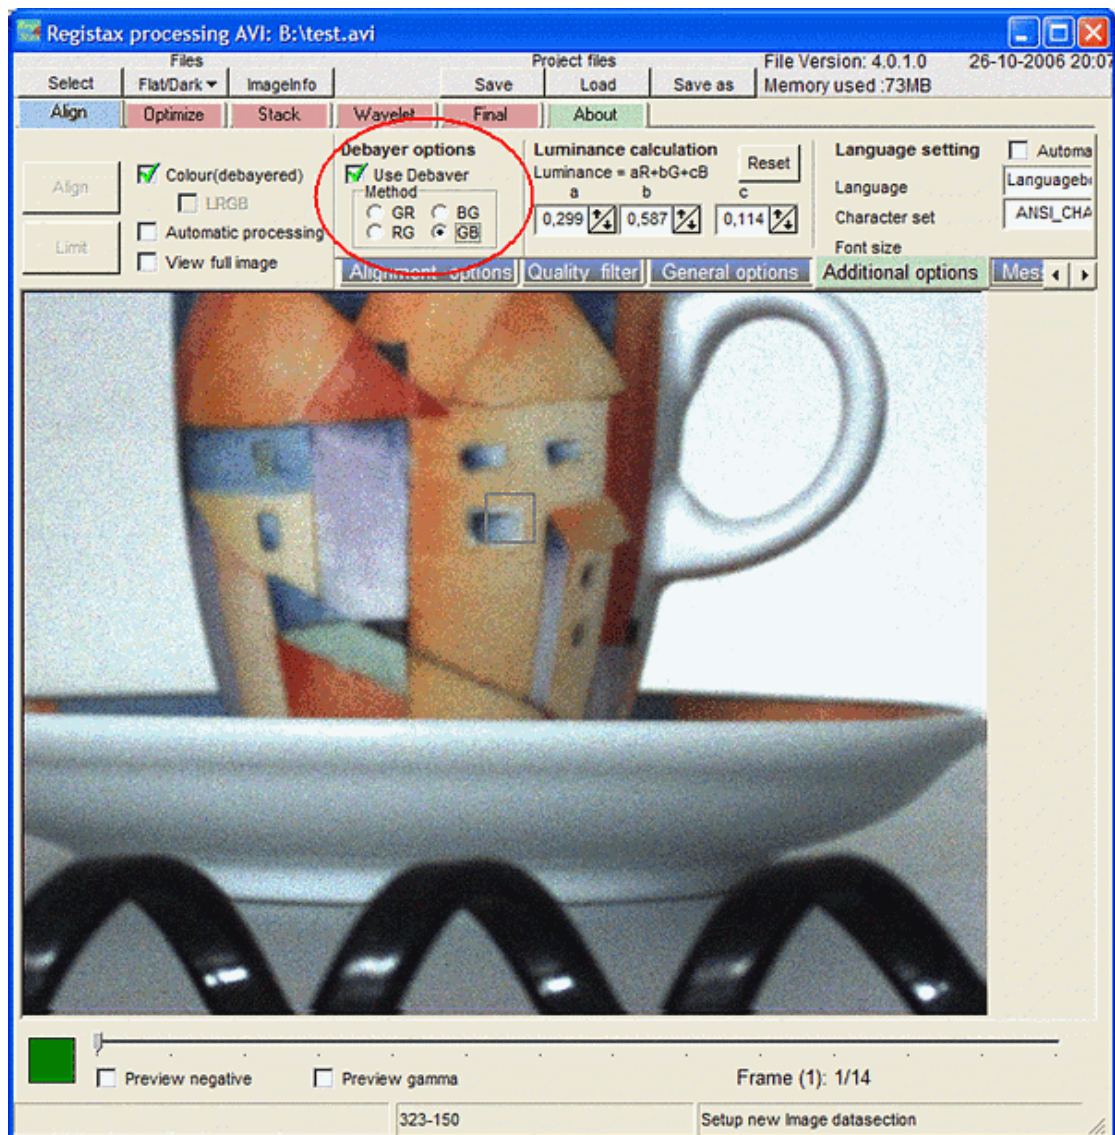 Registax processing AVI: B:\test.avi
Files
Project files
File Version: 4.0.1.0 26-10-2006 20:07
Select Flat/Dark ImageInfo Save Load Save as Memory used :73MB
Align Optimize Stack Wavelet Final About
Debayer options
Luminance calculation
Reset
Language setting
Automa
Align
Colour(debayered)
Use Debayer
Luminance = aR+bG+cB
Language
Method
a b c
LRGB
GR BG
0,299 0,587 0,114
Character set
ANSI_CHA
Limit
Automatic processing
RG GB
View full image
Font size
Alignment options Quality filter General options Additional options Mes
Preview negative Preview gamma Frame (1): 1/14
323-150 Setup new Image datasection